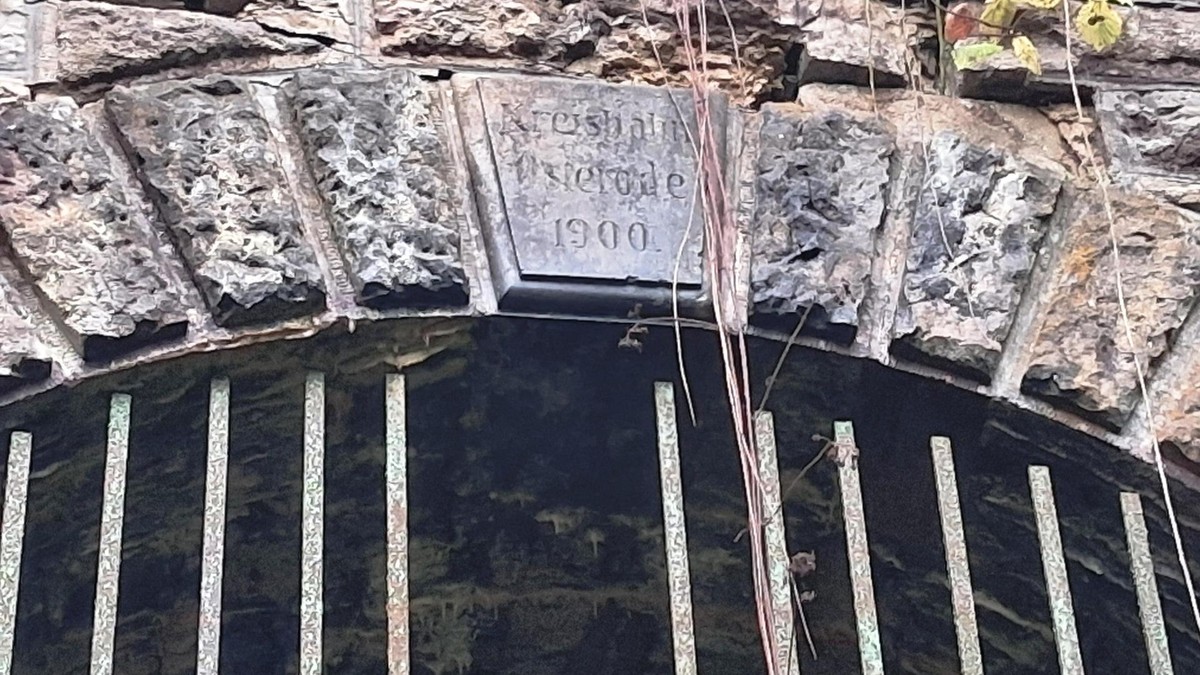 Kreisbahn
Osterode
1900.